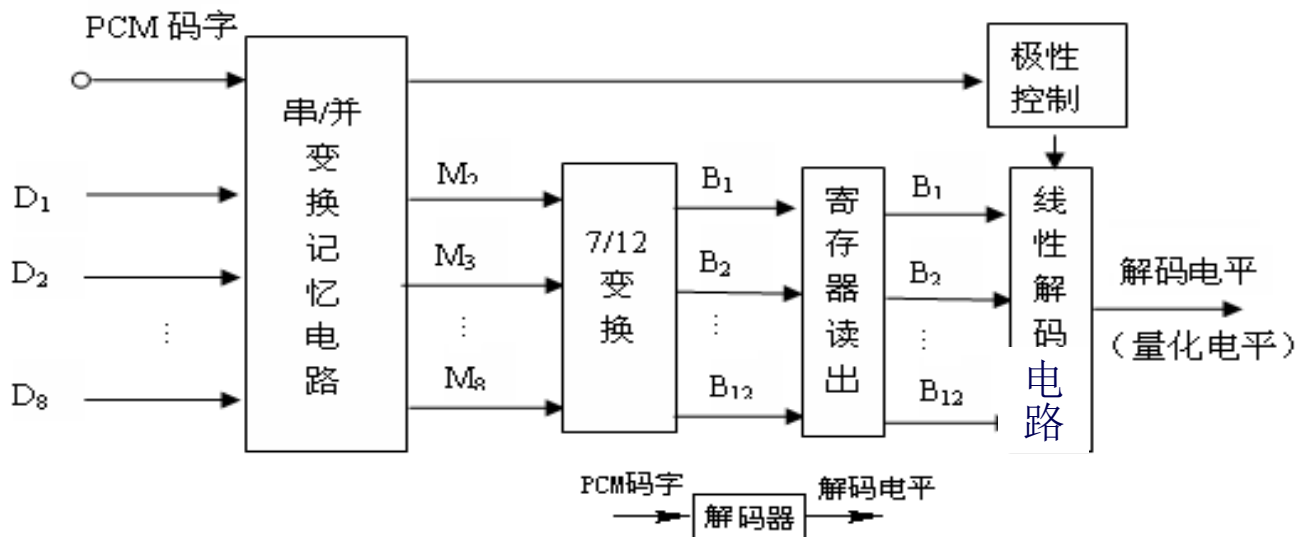 PCM 码字
串/并变换记忆电路
极性控制
D1
D2
⋮
D8
M2
M3
⋮
M8
7/12变换
B1
B2
⋮
B12
寄存器读出
B1
B2
⋮
B12
线性解码电路
解码电平
（量化电平）
PCM码字
解码器
解码电平